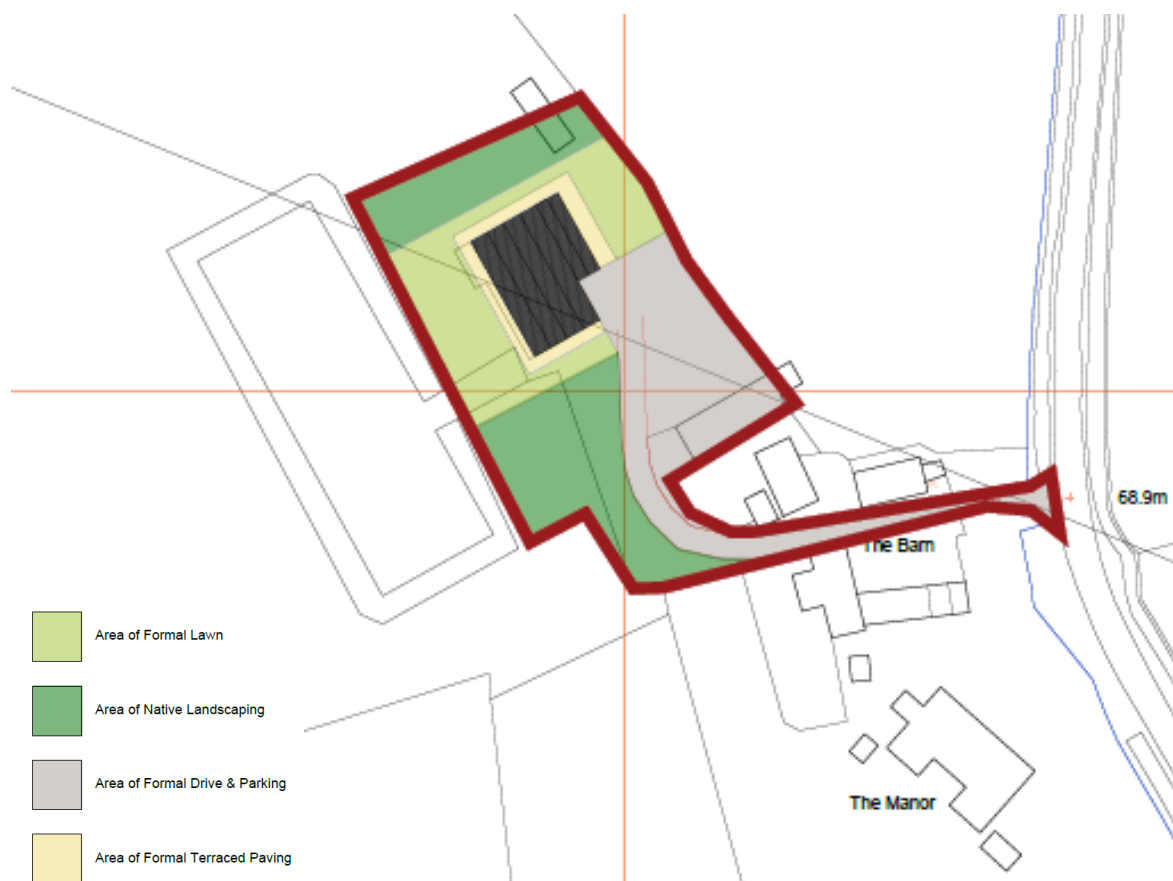 68.9m
The Barn
Area of Formal Lawn
Area of Native Landscaping
Area of Formal Drive & Parking
The Manor
Area of Formal Terraced Paving